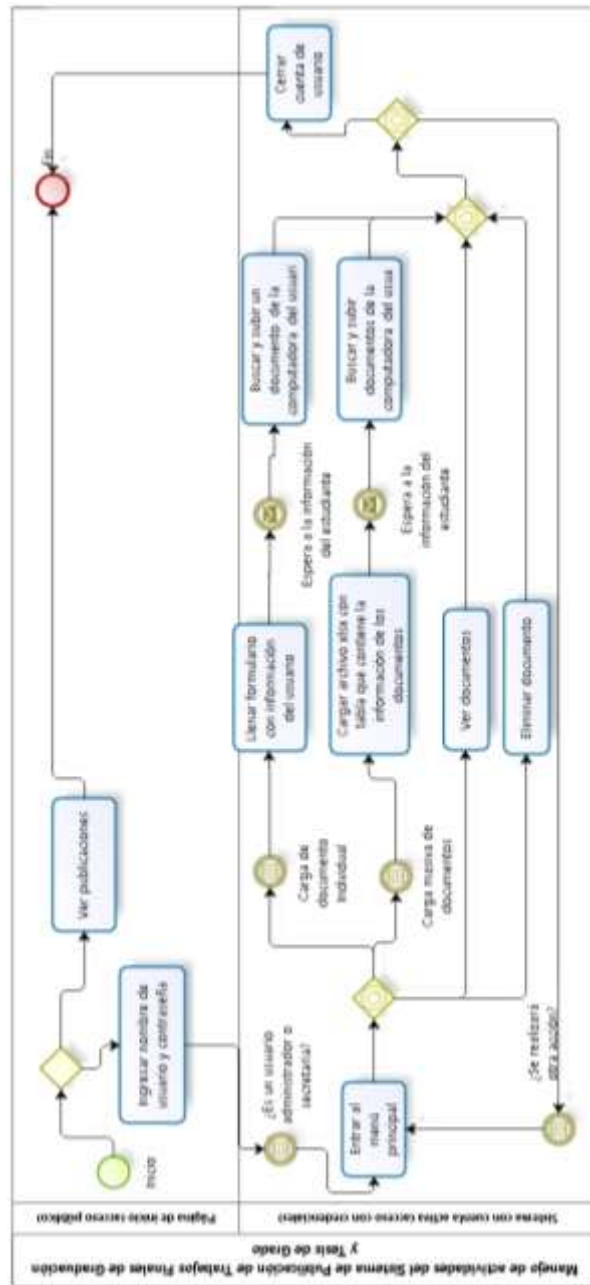 Manejo de actividades del Sistema de Publicación de Trabajos Finales de Graduación
y Tesis de Grado
Página de inicio (acceso público)
Sistema con cuenta activa (acceso con credenciales)
Inicio
Ingresar nombre de
usuario y contraseña
Ver publicaciones
Fin
¿Es un usuario
administrador o
secretaria?
Entrar al
menú
principal
¿Se realizará
otra acción?
Carga de
documento
Individual
Carga masiva de
documentos
Llenar formulario
con información
del usuario
Cargar archivo xlsx con
tabla que contiene la
información de los
documentos
Ver documentos
Eliminar documento
Espera a la información
del estudiante
Espera a la
información del
estudiante
Buscar y subir un
documento de la
computadora del usuari
Buscar y subir
documentos de la
computadora del usua
Cerrar
cuenta de
usuario